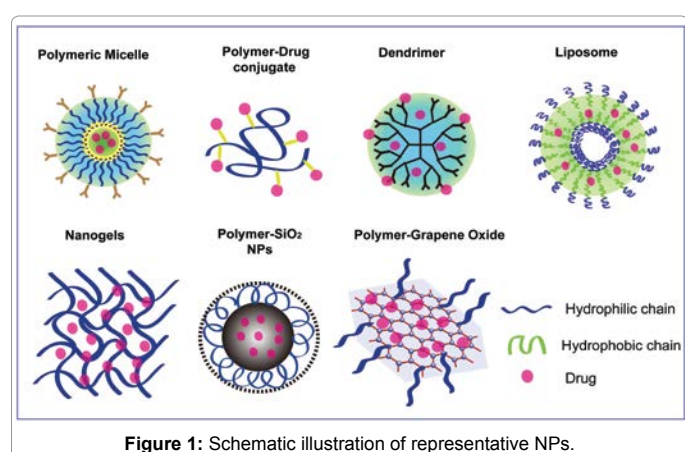 Polymeric Micelle
Polymer-Drug
conjugate
Dendrimer
Liposome
Nanogels
Polymer-SiO₂
NPs
Polymer-Grapene Oxide
Hydrophilic chain
Hydrophobic chain
Drug
Figure 1: Schematic illustration of representative NPs.